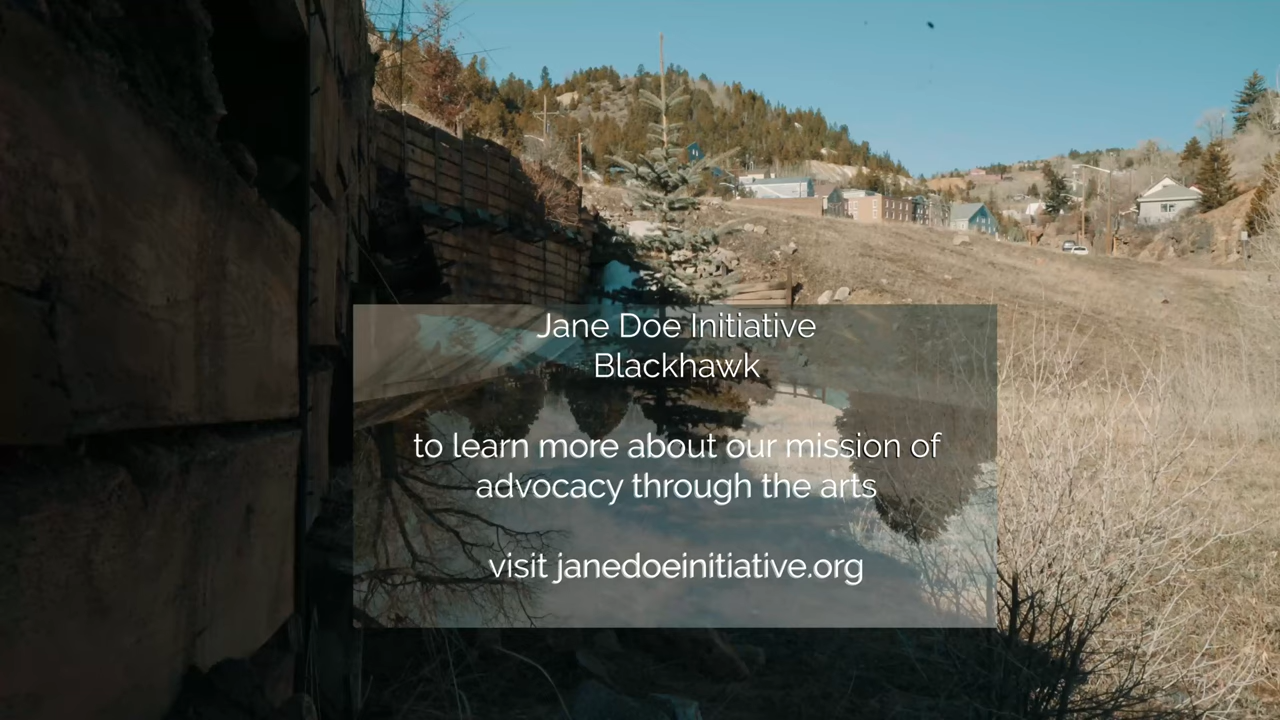 Jane Doe Initiative
Blackhawk
to learn more about our mission of
advocacy through the arts
visit janedoeinitiative.org